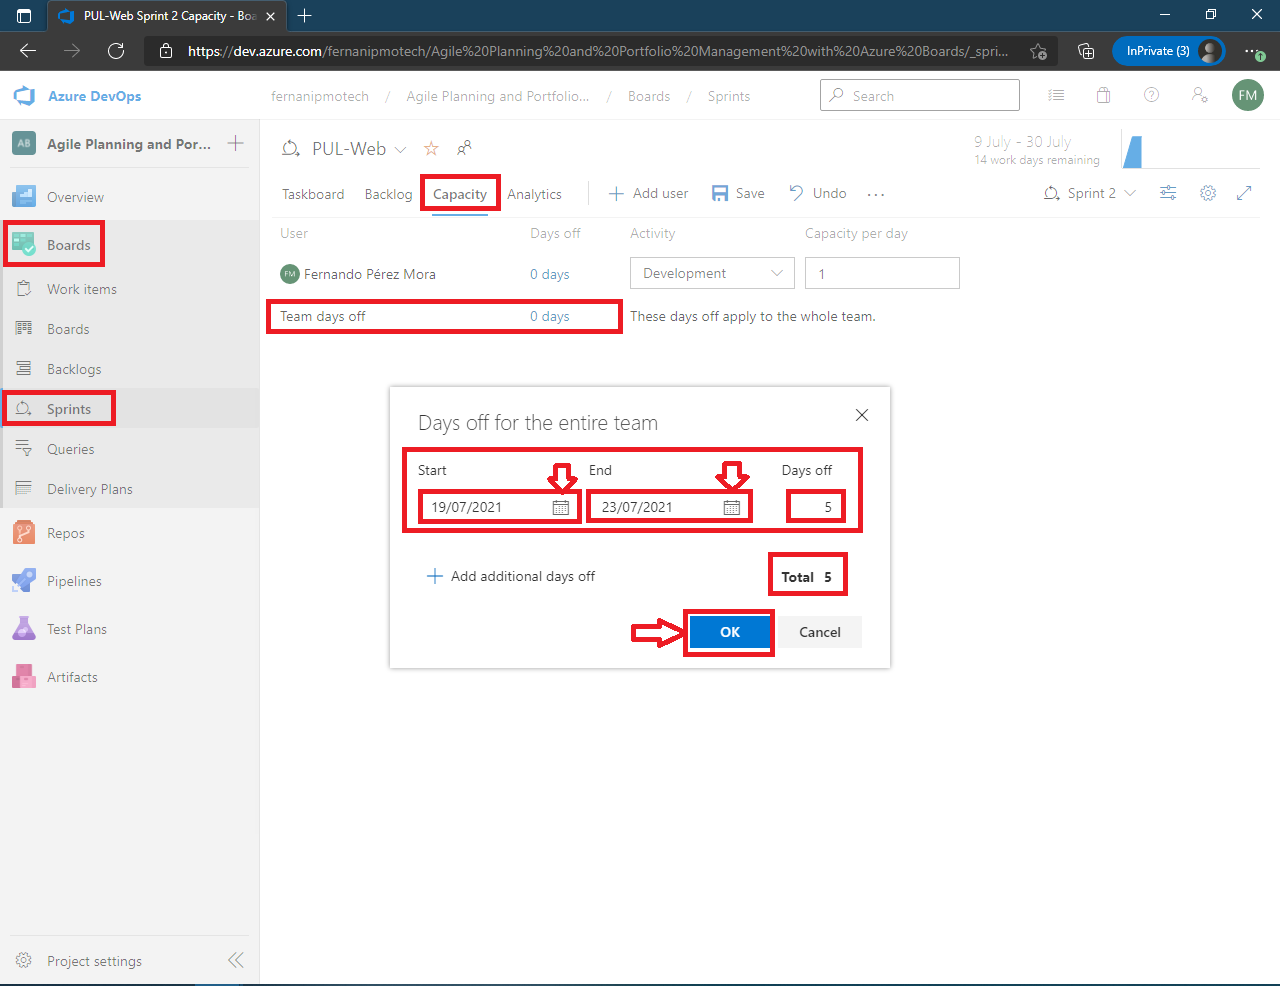 PUL-Web Sprint 2 Capacity - Boa
https://dev.azure.com/fernanipmotech/Agile%20Planning%20and%20Portfolio%20Management%20with%20Azure%20Boards/_spri...
InPrivate (3)
Azure DevOps
fernanipmotech / Agile Planning and Portfolio... / Boards / Sprints
Search
FM
AB Agile Planning and Por...
PUL-Web
9 July - 30 July
14 work days remaining
Overview
Taskboard Backlog Capacity Analytics Add user Save Undo ... Sprint 2
Boards
User Days off Activity Capacity per day
FM Fernando Pérez Mora 0 days Development 1
Work items
Team days off 0 days These days off apply to the whole team.
Boards
Backlogs
Sprints
Queries
Delivery Plans
Repos
Pipelines
Test Plans
Artifacts
Days off for the entire team
Start End Days off
19/07/2021 23/07/2021 5
Add additional days off Total 5
OK Cancel
Project settings